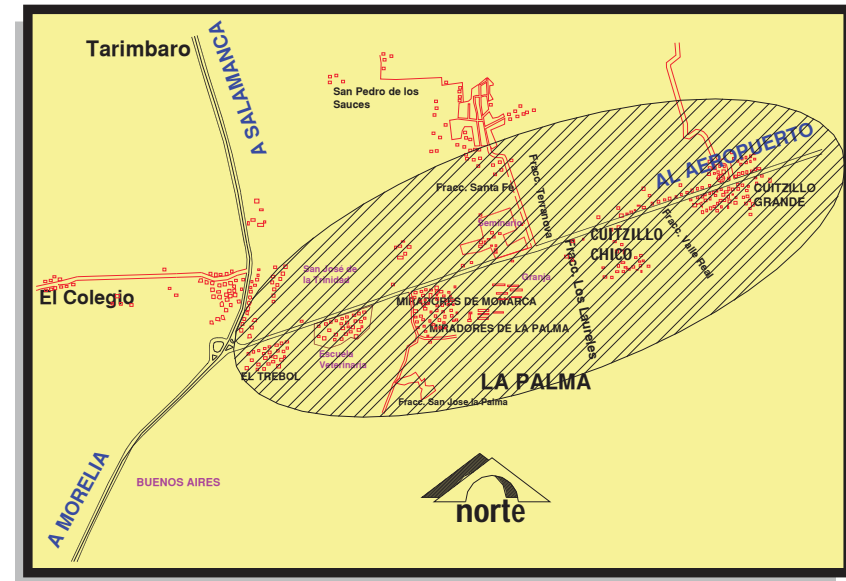 Tarimbaro
A SALAMANCA
San Pedro de los
Sauces
AL AEROPUERTO
Fracc. Terranova
Fracc. Santa Fé
CUITZILLO
GRANDE
Seminario
CUITZILLO
CHICO
Fracc. Valle Real
San José de
la Trinidad
Granja
Fracc. Los Laureles
El Colegio
MIRADORES DE MONARCA
MIRADORES DE LA PALMA
Escuela
Veterinaria
EL TREBOL
LA PALMA
Fracc. San Jose la Palma
A MORELIA
BUENOS AIRES
norte